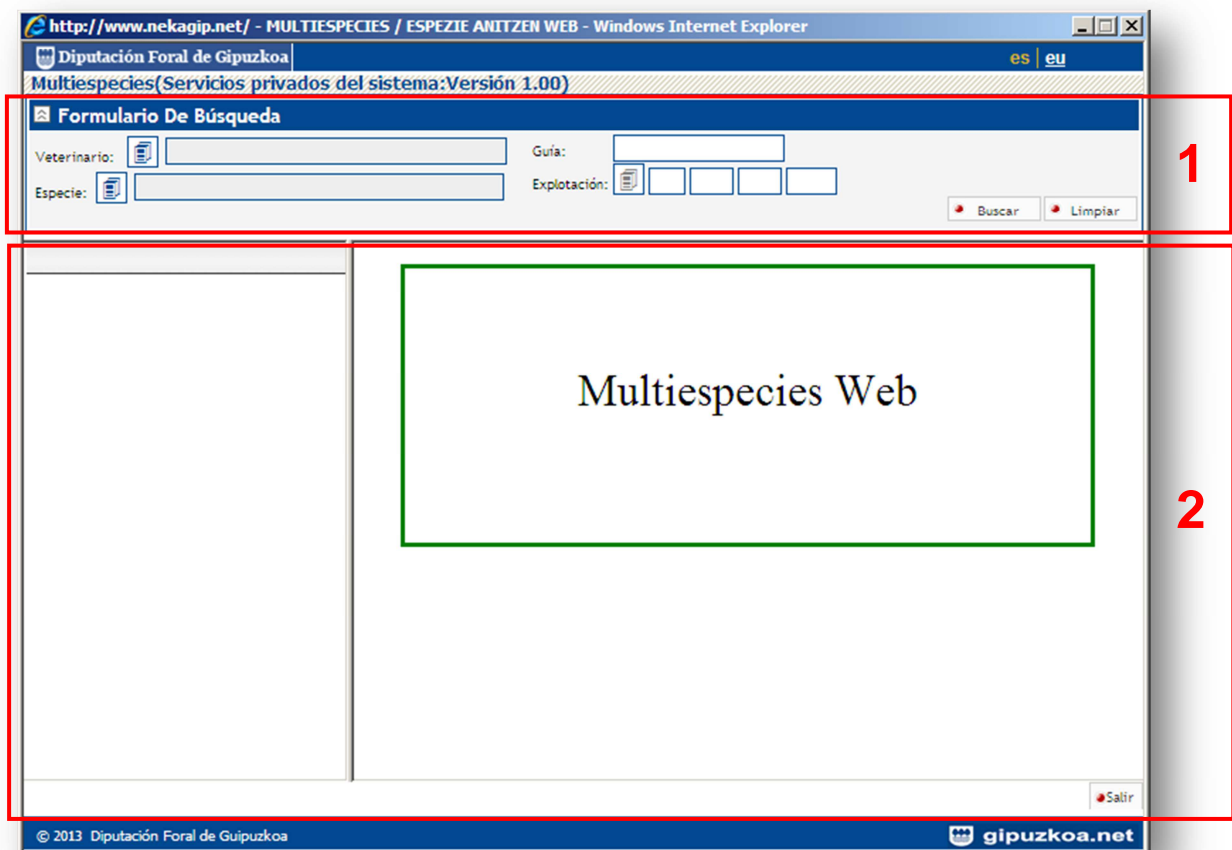 http://www.nekagip.net/ - MULTIESPECIES / ESPEZIE ANITZEN WEB - Windows Internet Explorer
Diputación Foral de Gipuzkoa es eu
Multiespecies(Servicios privados del sistema:Versión 1.00)
Formulario De Búsqueda
1
Veterinario: Guía:
Especie: Explotación:
Buscar Limpiar
Multiespecies Web
2
Salir
© 2013 Diputación Foral de Guipuzkoa gipuzkoa.net